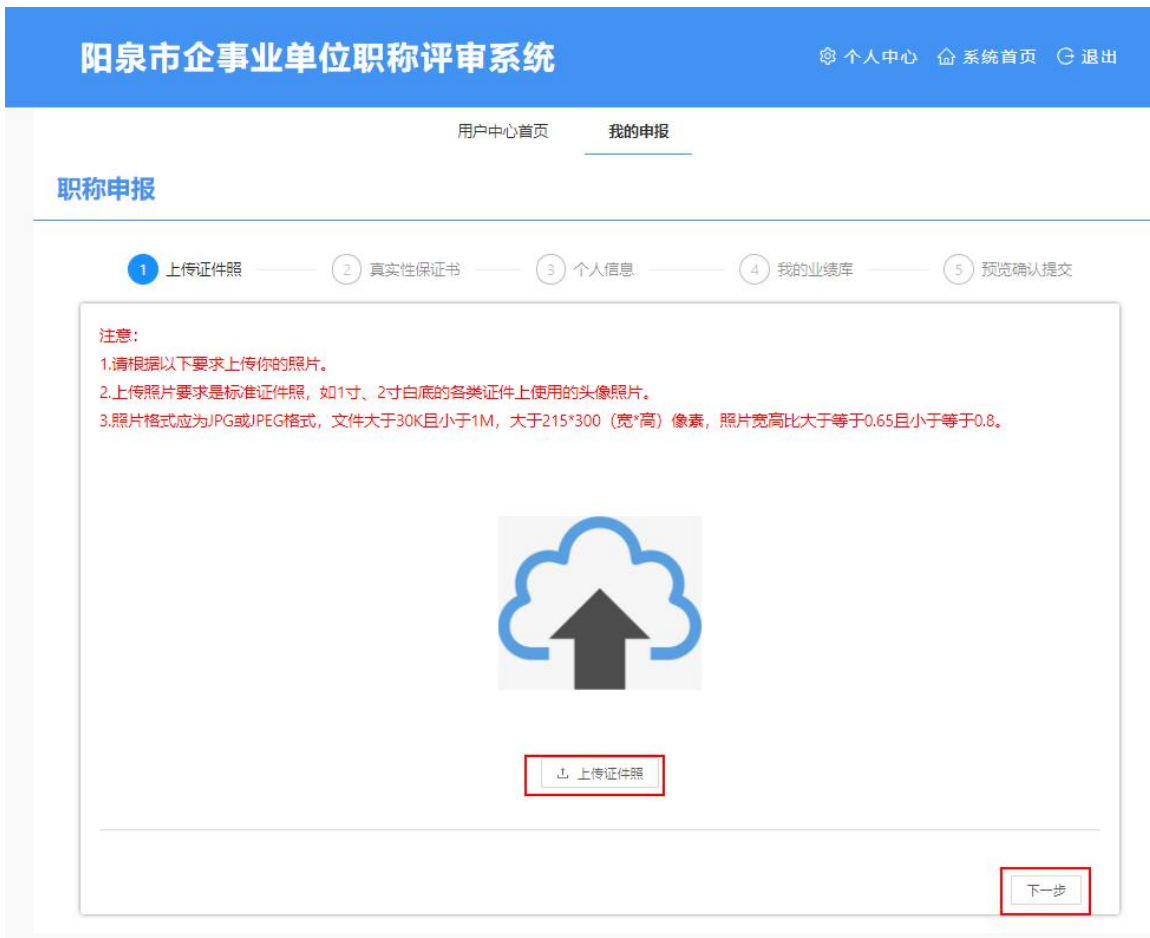 阳泉市企事业单位职称评审系统
个人中心 系统首页 退出
用户中心首页 我的申报
职称申报
1 上传证件照 2 真实性保证书 3 个人信息 4 我的业绩库 5 预览确认提交
注意：
1.请根据以下要求上传你的照片。
2.上传照片要求是标准证件照，如1寸、2寸白底的各类证件上使用的头像照片。
3.照片格式应为JPG或JPEG格式，文件大于30K且小于1M，大于215*300（宽*高）像素，照片宽高比大于等于0.65且小于等于0.8。
上传证件照
下一步